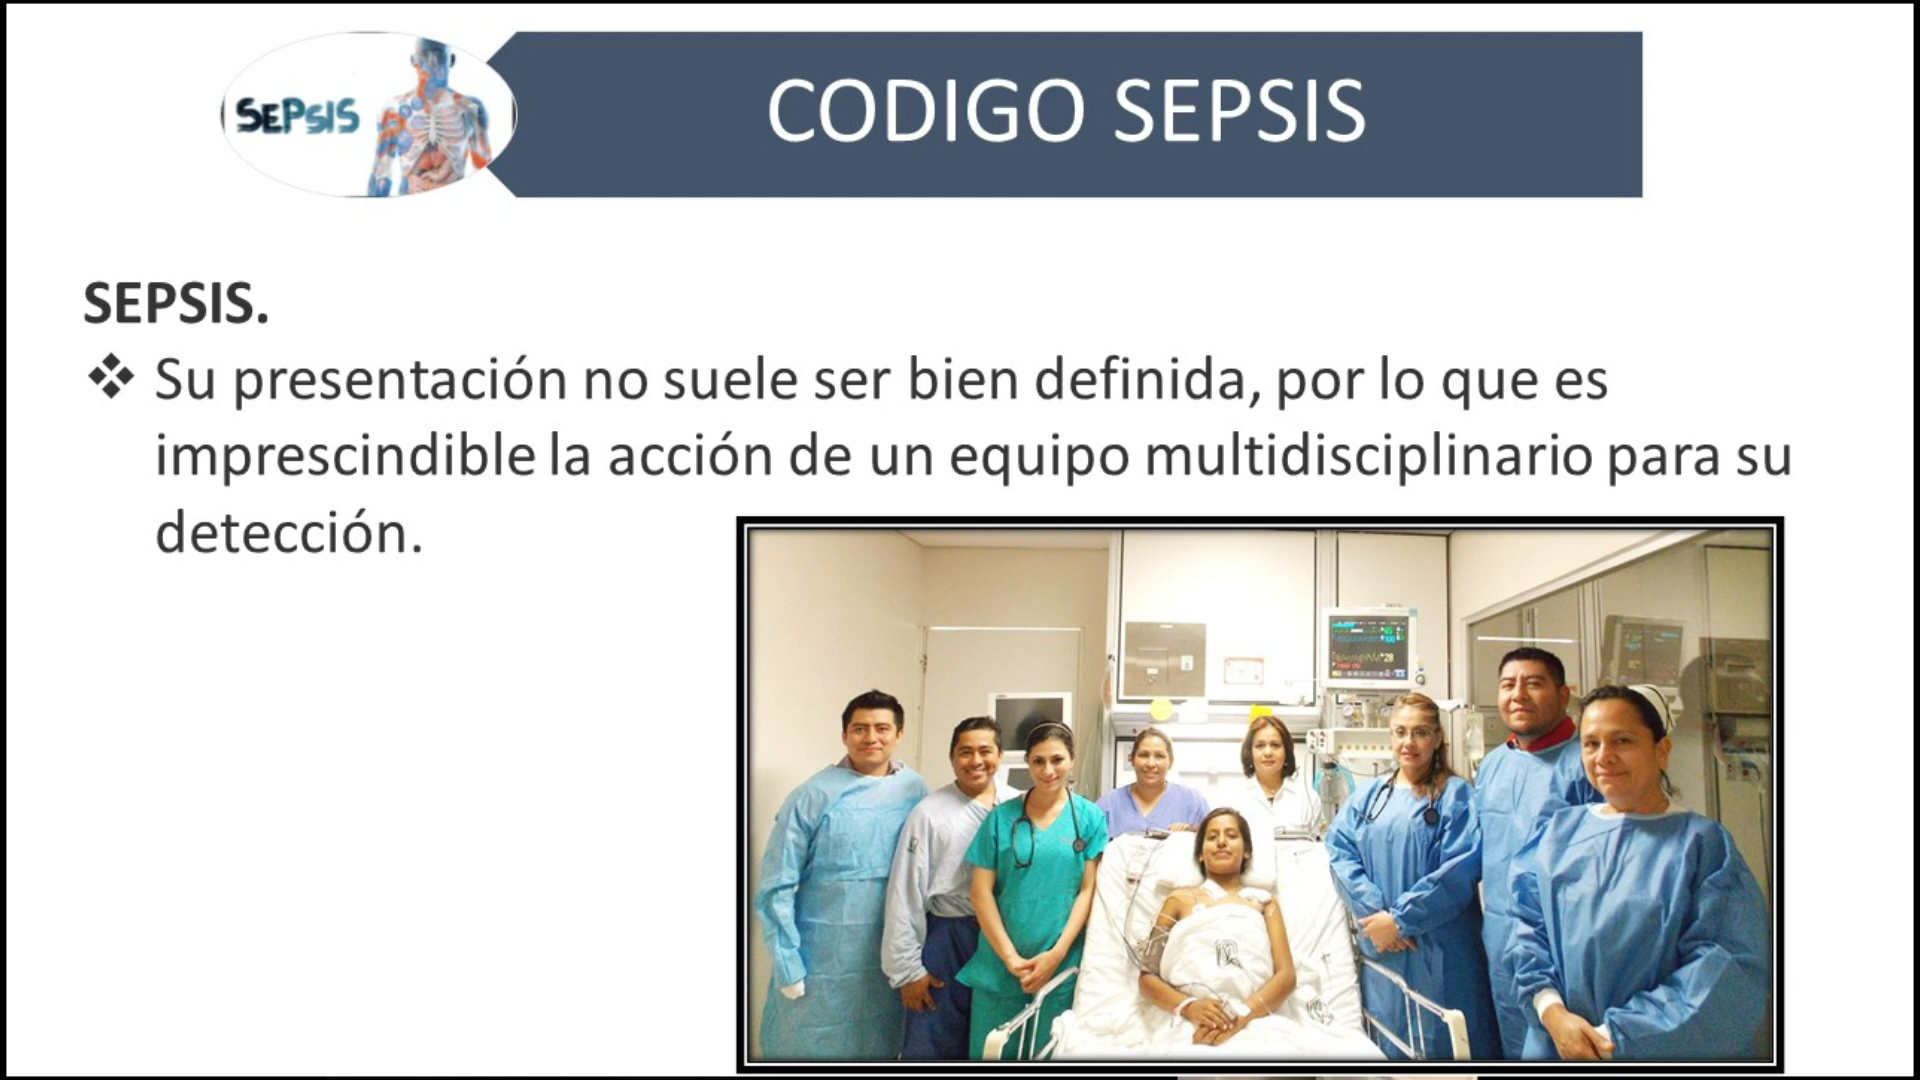 SEPSIS
CODIGO SEPSIS
SEPSIS.
❖ Su presentación no suele ser bien definida, por lo que es
imprescindible la acción de un equipo multidisciplinario para su
detección.